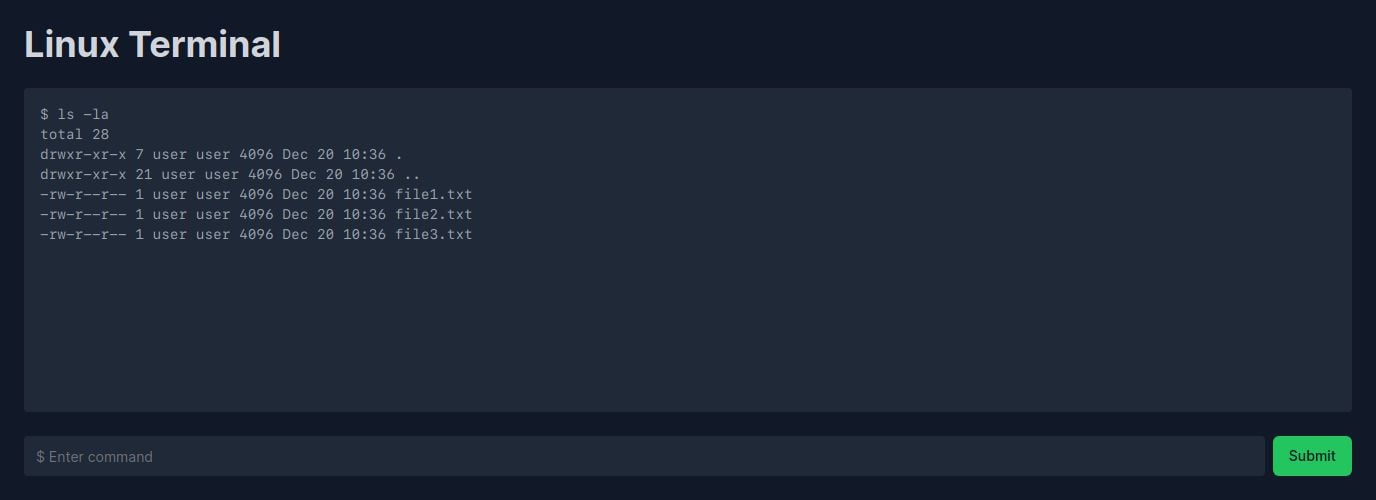 Linux Terminal
$ ls -la
total 28
drwxr-xr-x 7 user user 4096 Dec 20 10:36 .
drwxr-xr-x 21 user user 4096 Dec 20 10:36 ..
-rw-r--r-- 1 user user 4096 Dec 20 10:36 file1.txt
-rw-r--r-- 1 user user 4096 Dec 20 10:36 file2.txt
-rw-r--r-- 1 user user 4096 Dec 20 10:36 file3.txt
$ Enter command
Submit